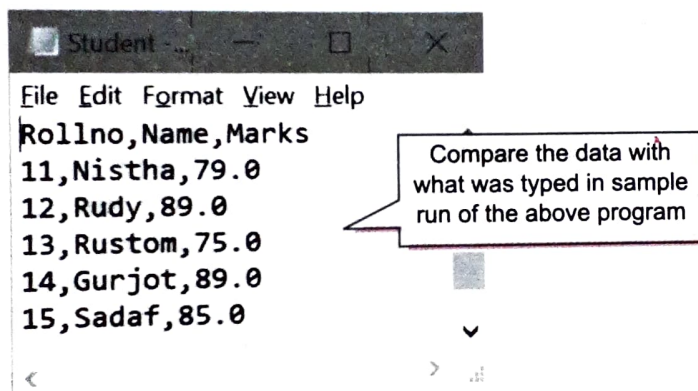 Student -...
File Edit Format View Help
Rollno,Name,Marks
11,Nistha,79.0
12,Rudy,89.0
13,Rustom,75.0
14,Gurjot,89.0
15,Sadaf,85.0
Compare the data with
what was typed in sample
run of the above program